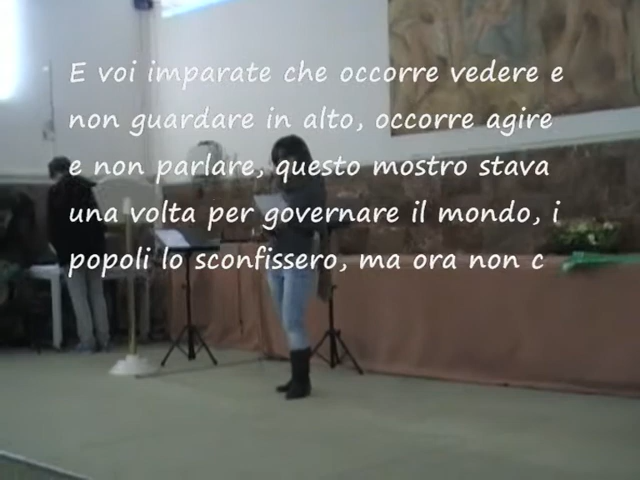 E voi imparate che occorre vedere e
non guardare in alto, occorre agire
e non parlare, questo mostro stava
una volta per governare il mondo, i
popoli lo sconfissero, ma ora non c